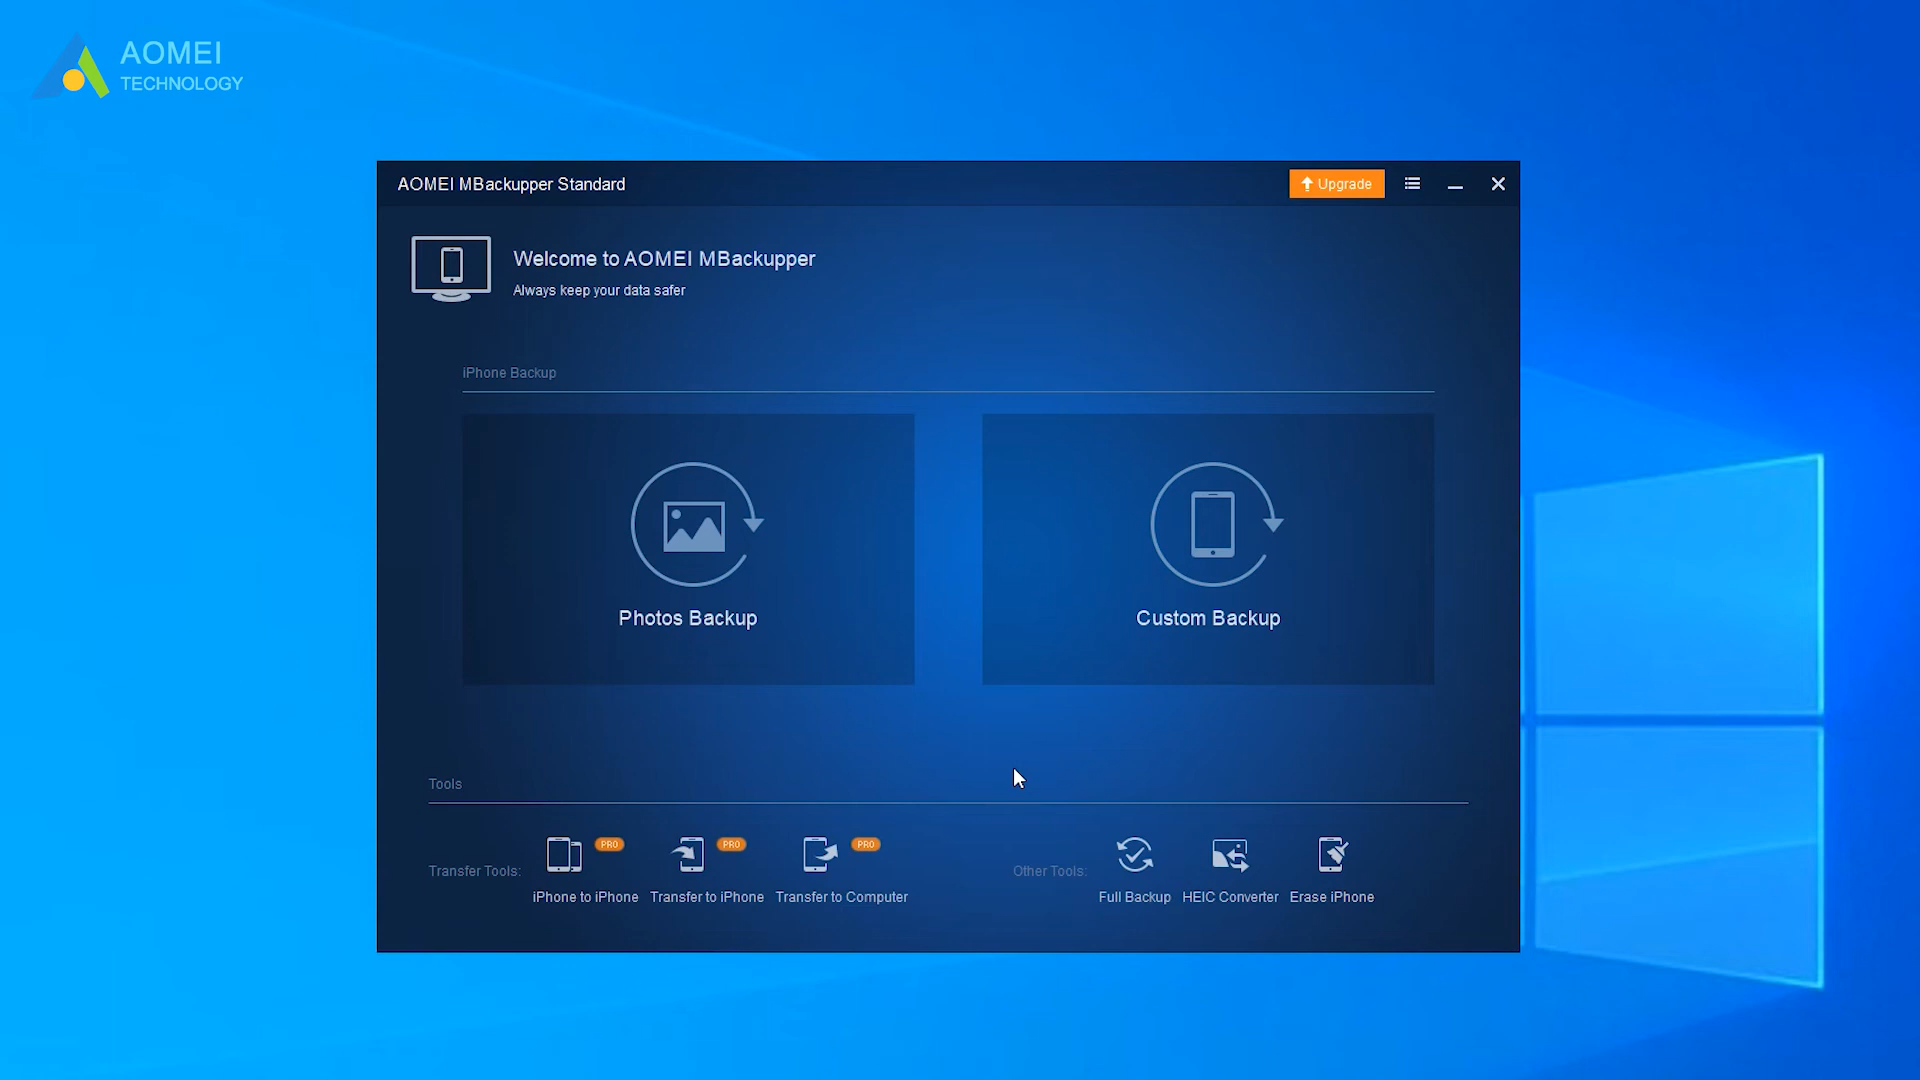 AOMEI
TECHNOLOGY
AOMEI MBackupper Standard
Upgrade
Welcome to AOMEI MBackupper
Always keep your data safer
iPhone Backup
Photos Backup
Custom Backup
Tools
Transfer Tools:
PRO
iPhone to iPhone
PRO
Transfer to iPhone
PRO
Transfer to Computer
Other Tools:
Full Backup
HEIC Converter
Erase iPhone